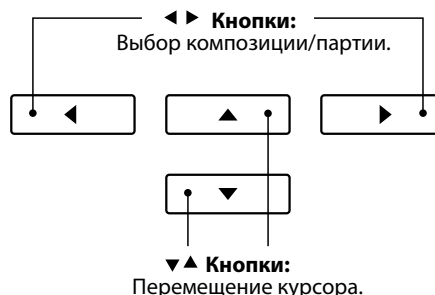 ◀ ▶ Кнопки:
Выбор композиции/партии.
▼▲ Кнопки:
Перемещение курсора.